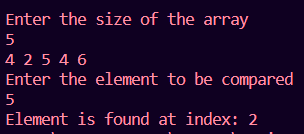 Enter the size of the array
5
4 2 5 4 6
Enter the element to be compared
5
Element is found at index: 2